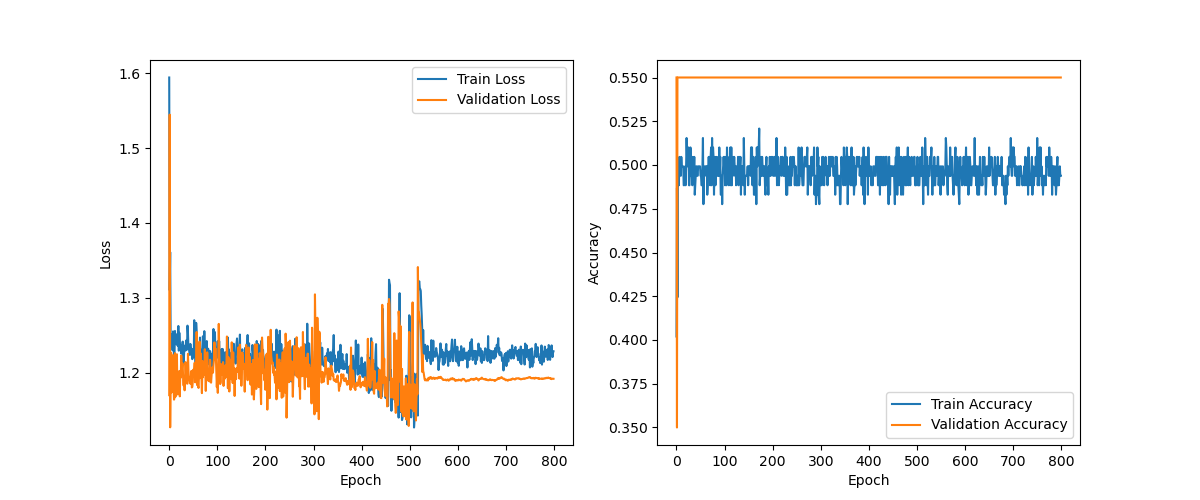 1.6
1.5
1.4
1.3
1.2
Loss
0 100 200 300 400 500 600 700 800
Epoch
Train Loss
Validation Loss
0.550
0.525
0.500
0.475
0.450
0.425
0.400
0.375
0.350
Accuracy
0 100 200 300 400 500 600 700 800
Epoch
Train Accuracy
Validation Accuracy